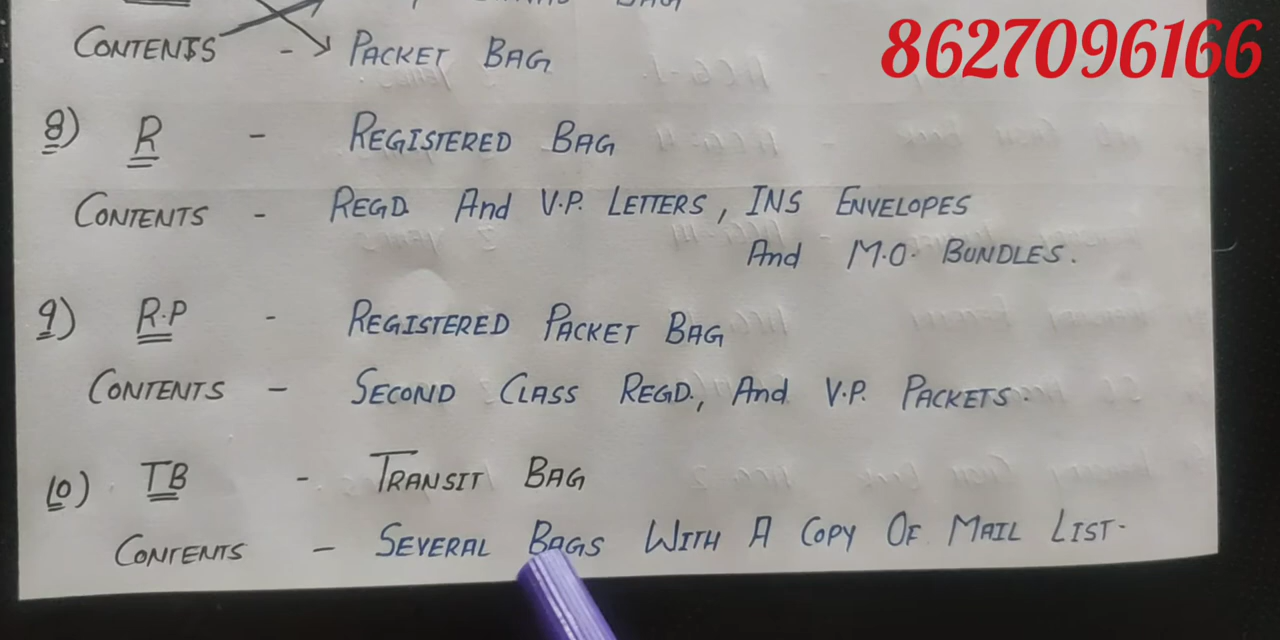 BAG
CONTENTS - PACKET BAG
8627096166
8) R - REGISTERED BAG
CONTENTS - REGD. And V.P. LETTERS, INS ENVELOPES
And M.O. BUNDLES.
9) R.P - REGISTERED PACKET BAG
CONTENTS - SECOND CLASS REGD., And V.P. PACKETS.
10) TB - TRANSIT BAG
CONTENTS - SEVERAL BAGS WITH A COPY OF MAIL LIST.